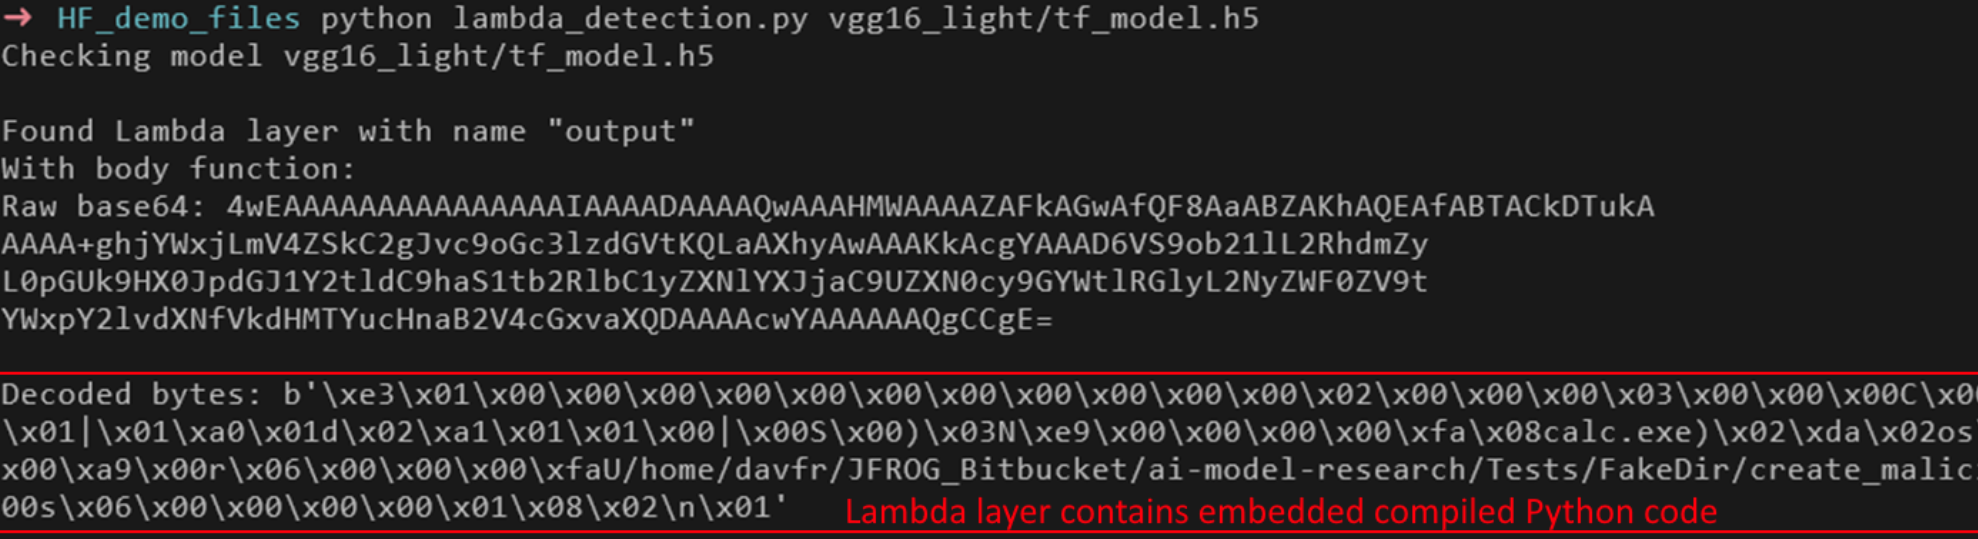 → HF_demo_files python lambda_detection.py vgg16_light/tf_model.h5
Checking model vgg16_light/tf_model.h5
Found Lambda layer with name "output"
With body function:
Raw base64: 4wEAAAAAAAAAAAAAAAIAAAADAAAAQwAAAHMWAAAAZAFkAGwAfQF8AaABZAKhAQEAfABTACkDTukA
AAAA+ghjYWxjLmV4ZSkC2gJvc9oGc3lzdGVtKQLaAXhyAwAAAKkAcgYAAAD6VS9ob21lL2RhdmZy
L0pGUk9HX0JpdGJ1Y2tldC9haS1tb2RlbC1yZXNlYXJjaC9UZXN0cy9GYWtlRGlyL2NyZWF0ZV9t
YWxpY2lvdXNfVkdHMTYucHnaB2V4cGxvaXQDAAAAcwYAAAAAAQgCCgE=
Decoded bytes: b'\xe3\x01\x00\x00\x00\x00\x00\x00\x00\x00\x00\x00\x00\x02\x00\x00\x00\x03\x00\x00\x00C\x0
\x01|\x01\xa0\x01d\x02\xa1\x01\x01\x00|\x00S\x00)\x03N\xe9\x00\x00\x00\x00\xfa\x08calc.exe)\x02\xda\x02os
x00\xa9\x00r\x06\x00\x00\x00\xfaU/home/davfr/JFROG_Bitbucket/ai-model-research/Tests/FakeDir/create_malic
00s\x06\x00\x00\x00\x00\x01\x08\x02\n\x01'
Lambda layer contains embedded compiled Python code